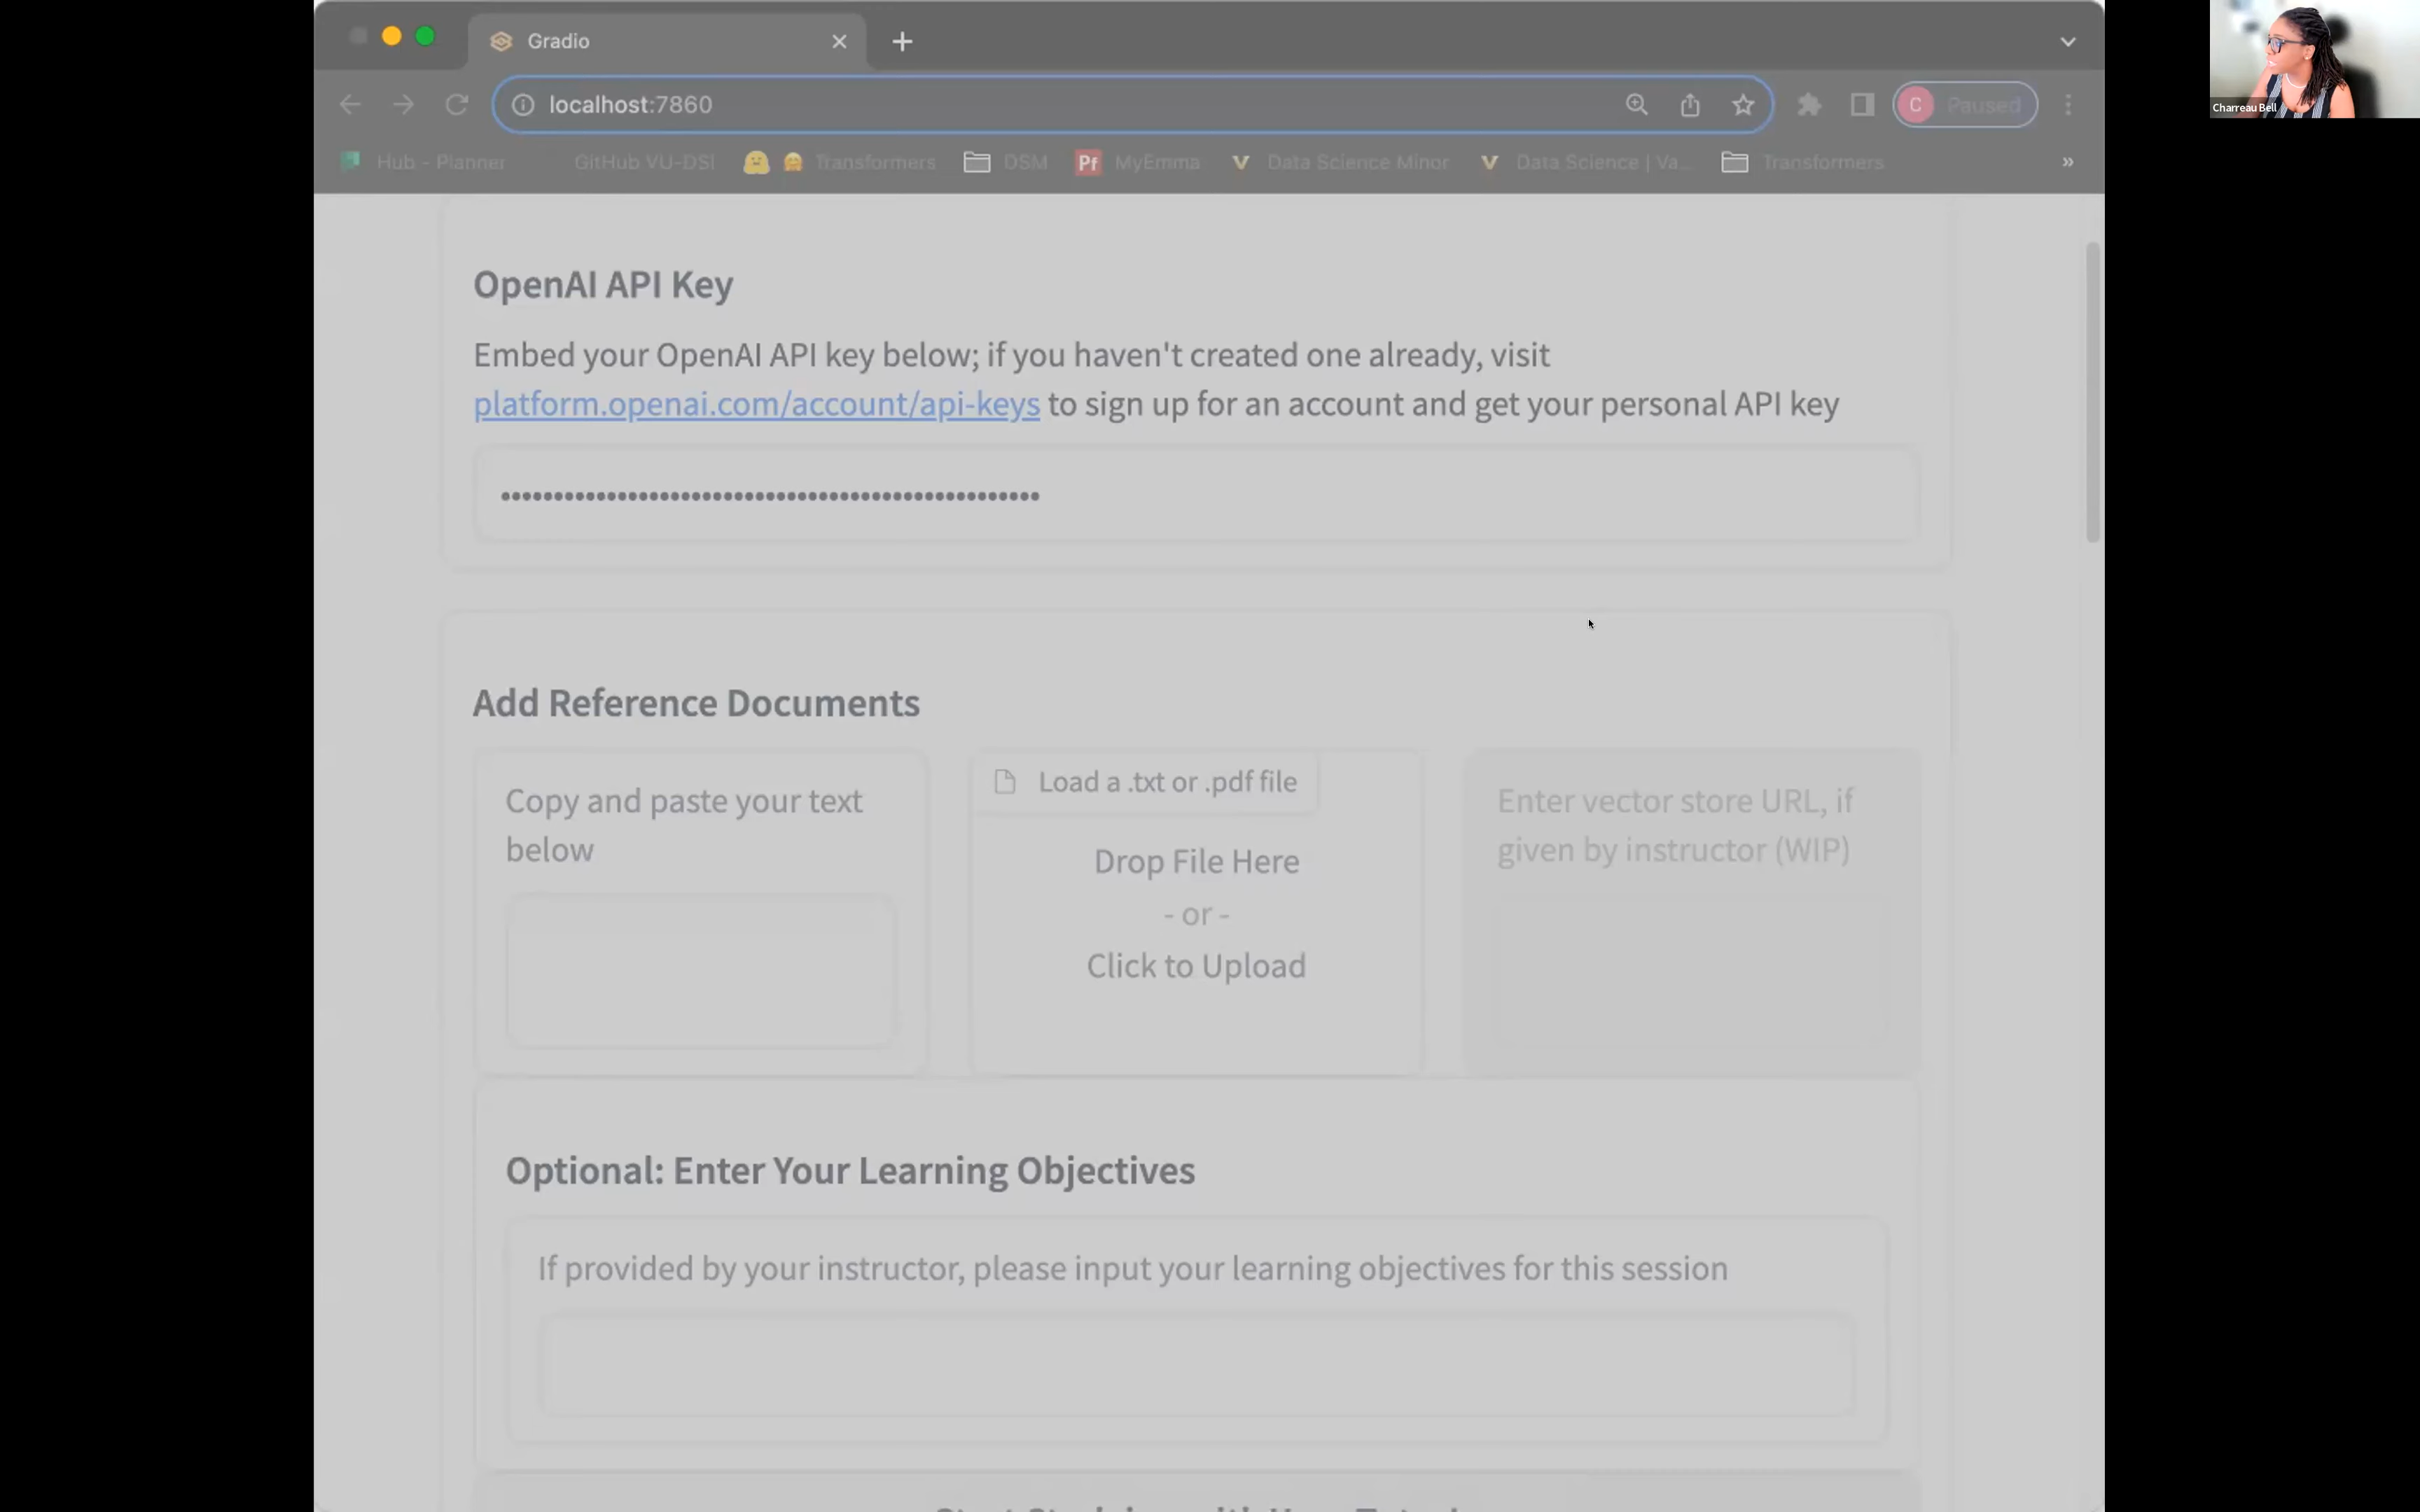 Gradio
localhost:7860
C Paused
Hub - Planner GitHub VU-DSI Transformers DSM Pf MyEmma Data Science Minor Data Science | Va... Transformers »
Charreau Bell
OpenAI API Key
Embed your OpenAI API key below; if you haven't created one already, visit
platform.openai.com/account/api-keys to sign up for an account and get your personal API key
Add Reference Documents
Copy and paste your text
below
Load a .txt or .pdf file
Drop File Here
- or -
Click to Upload
Enter vector store URL, if
given by instructor (WIP)
Optional: Enter Your Learning Objectives
If provided by your instructor, please input your learning objectives for this session